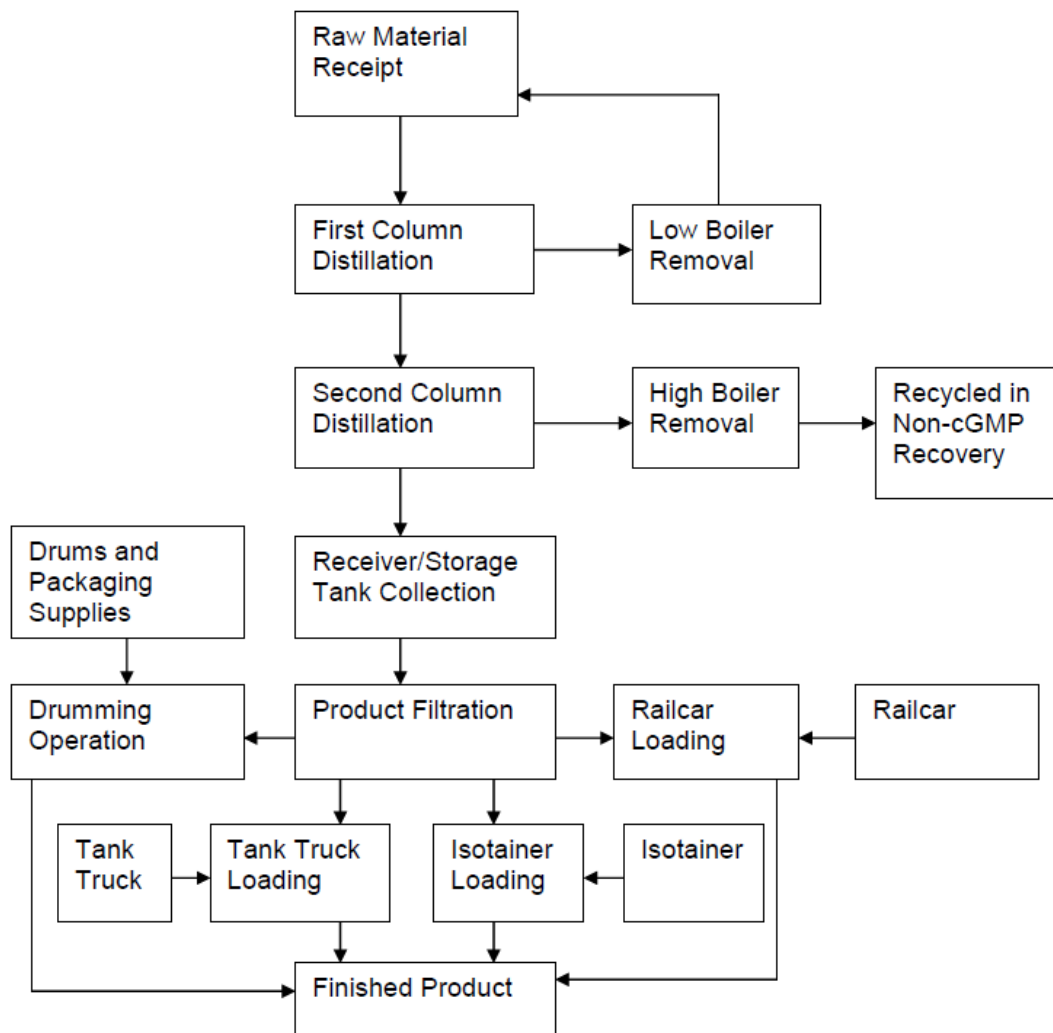 Raw Material
Receipt
First Column
Distillation
Low Boiler
Removal
Second Column
Distillation
High Boiler
Removal
Recycled in
Non-cGMP
Recovery
Drums and
Packaging
Supplies
Receiver/Storage
Tank Collection
Drumming
Operation
Product Filtration
Railcar
Loading
Railcar
Tank
Truck
Tank Truck
Loading
Isotainer
Loading
Isotainer
Finished Product